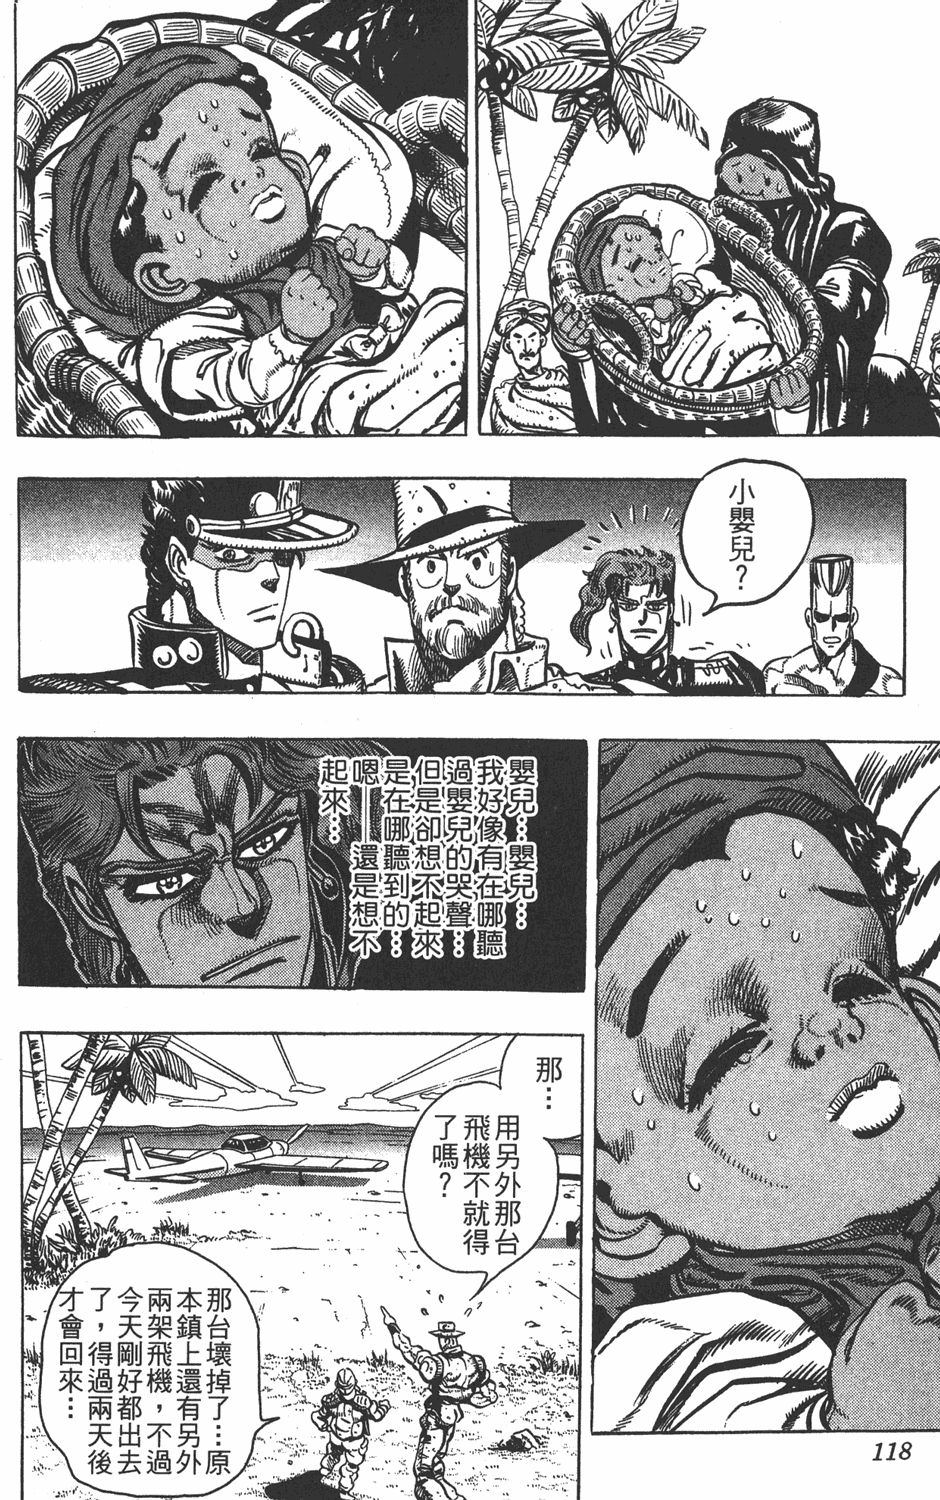 小嬰兒？
嬰兒…嬰兒…
我好像有在哪聽
過嬰兒的哭聲…
但是卻想不起來
是在哪聽到的…
嗯… 還是想不
起來…
那…
用另外那台
飛機不就得
了嗎？
那台壞掉了…原
本鎮上還有另外
兩架飛機，不過
今天剛好都出去
了，得過兩天後
才會回來…
118